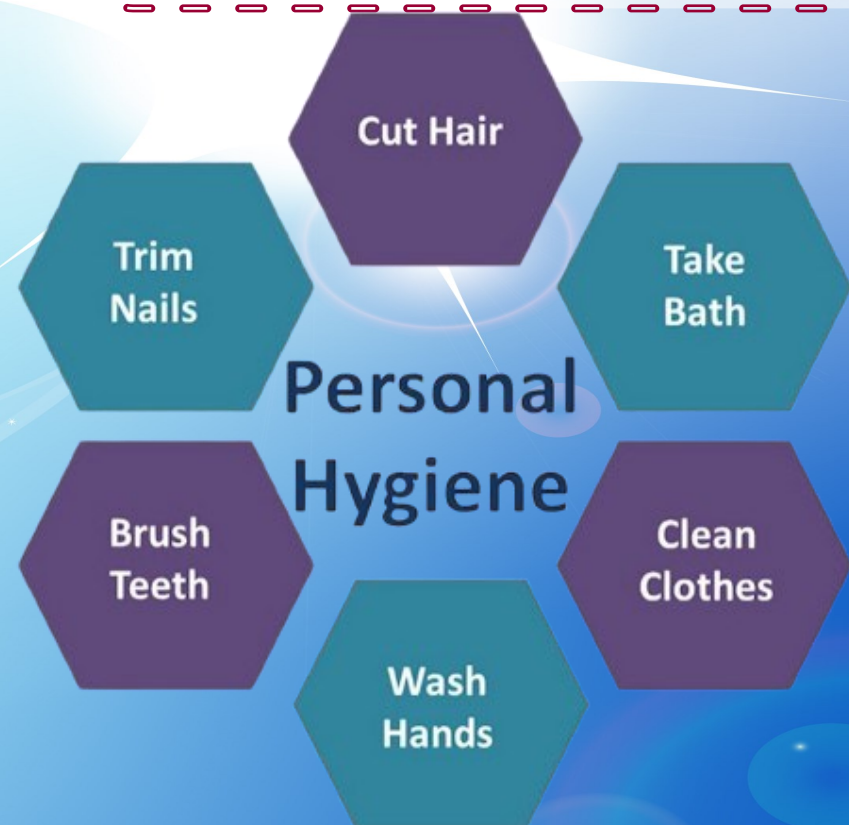 Cut Hair
Trim
Nails
Take
Bath
Personal
Hygiene
Brush
Teeth
Clean
Clothes
Wash
Hands